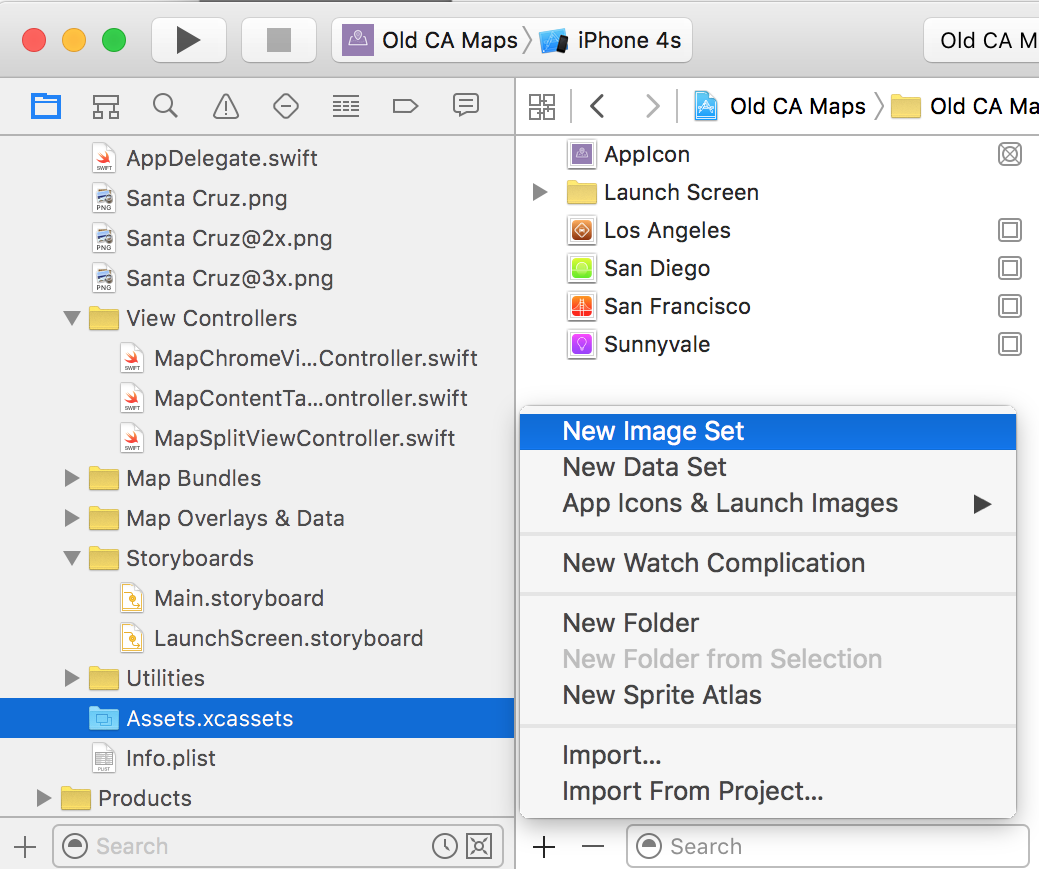 Old CA Maps iPhone 4s Old CA M
Old CA Maps Old CA Ma
AppDelegate.swift
Santa Cruz.png
Santa Cruz@2x.png
Santa Cruz@3x.png
View Controllers
MapChromeVi...Controller.swift
MapContentTa...ontroller.swift
MapSplitViewController.swift
Map Bundles
Map Overlays & Data
Storyboards
Main.storyboard
LaunchScreen.storyboard
Utilities
Assets.xcassets
Info.plist
Products
Search
AppIcon
Launch Screen
Los Angeles
San Diego
San Francisco
Sunnyvale
New Image Set
New Data Set
App Icons & Launch Images
New Watch Complication
New Folder
New Folder from Selection
New Sprite Atlas
Import...
Import From Project...
Search